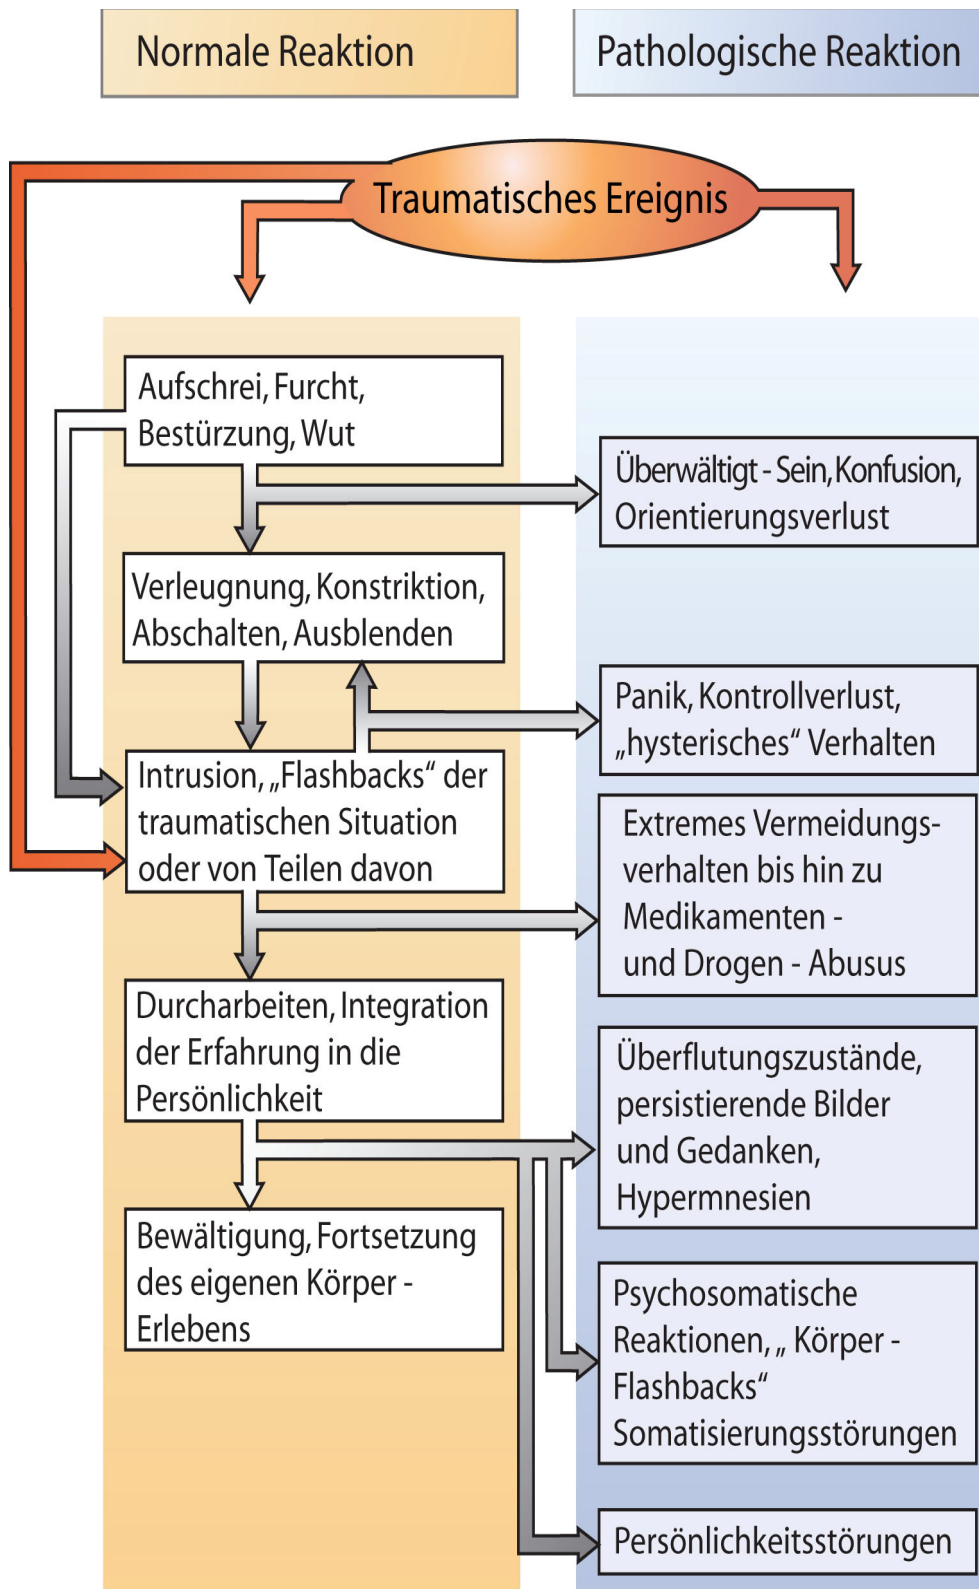 Normale Reaktion
Pathologische Reaktion
Traumatisches Ereignis
Aufschrei, Furcht,
Bestürzung, Wut
Überwältigt - Sein, Konfusion,
Orientierungsverlust
Verleugnung, Konstriktion,
Abschalten, Ausblenden
Panik, Kontrollverlust,
„hysterisches“ Verhalten
Intrusion, „Flashbacks“ der
traumatischen Situation
oder von Teilen davon
Extremes Vermeidungs-
verhalten bis hin zu
Medikamenten -
und Drogen - Abusus
Durcharbeiten, Integration
der Erfahrung in die
Persönlichkeit
Überflutungszustände,
persistierende Bilder
und Gedanken,
Hypermnesien
Bewältigung, Fortsetzung
des eigenen Körper -
Erlebens
Psychosomatische
Reaktionen, „ Körper -
Flashbacks“
Somatisierungsstörungen
Persönlichkeitsstörungen